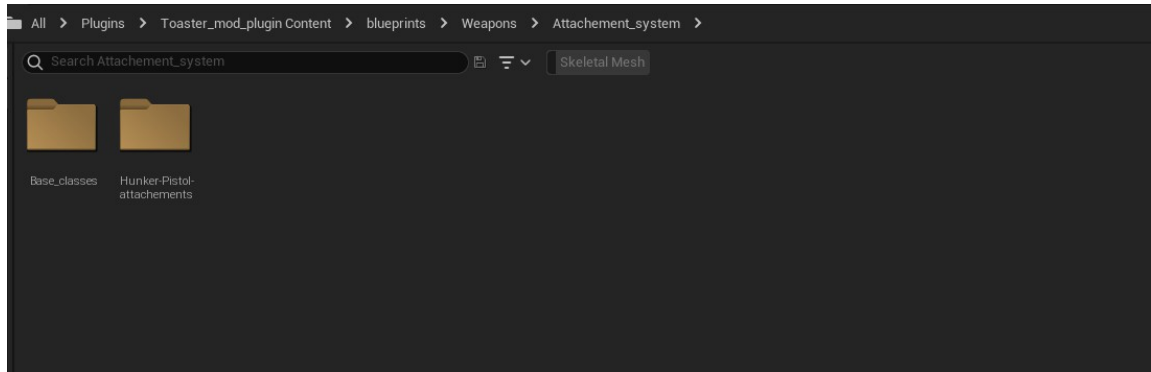 All > Plugins > Toaster_mod_plugin Content > blueprints > Weapons > Attachement_system >
Search Attachement_system
Skeletal Mesh
Base_classes
Hunker-Pistol-
attachements